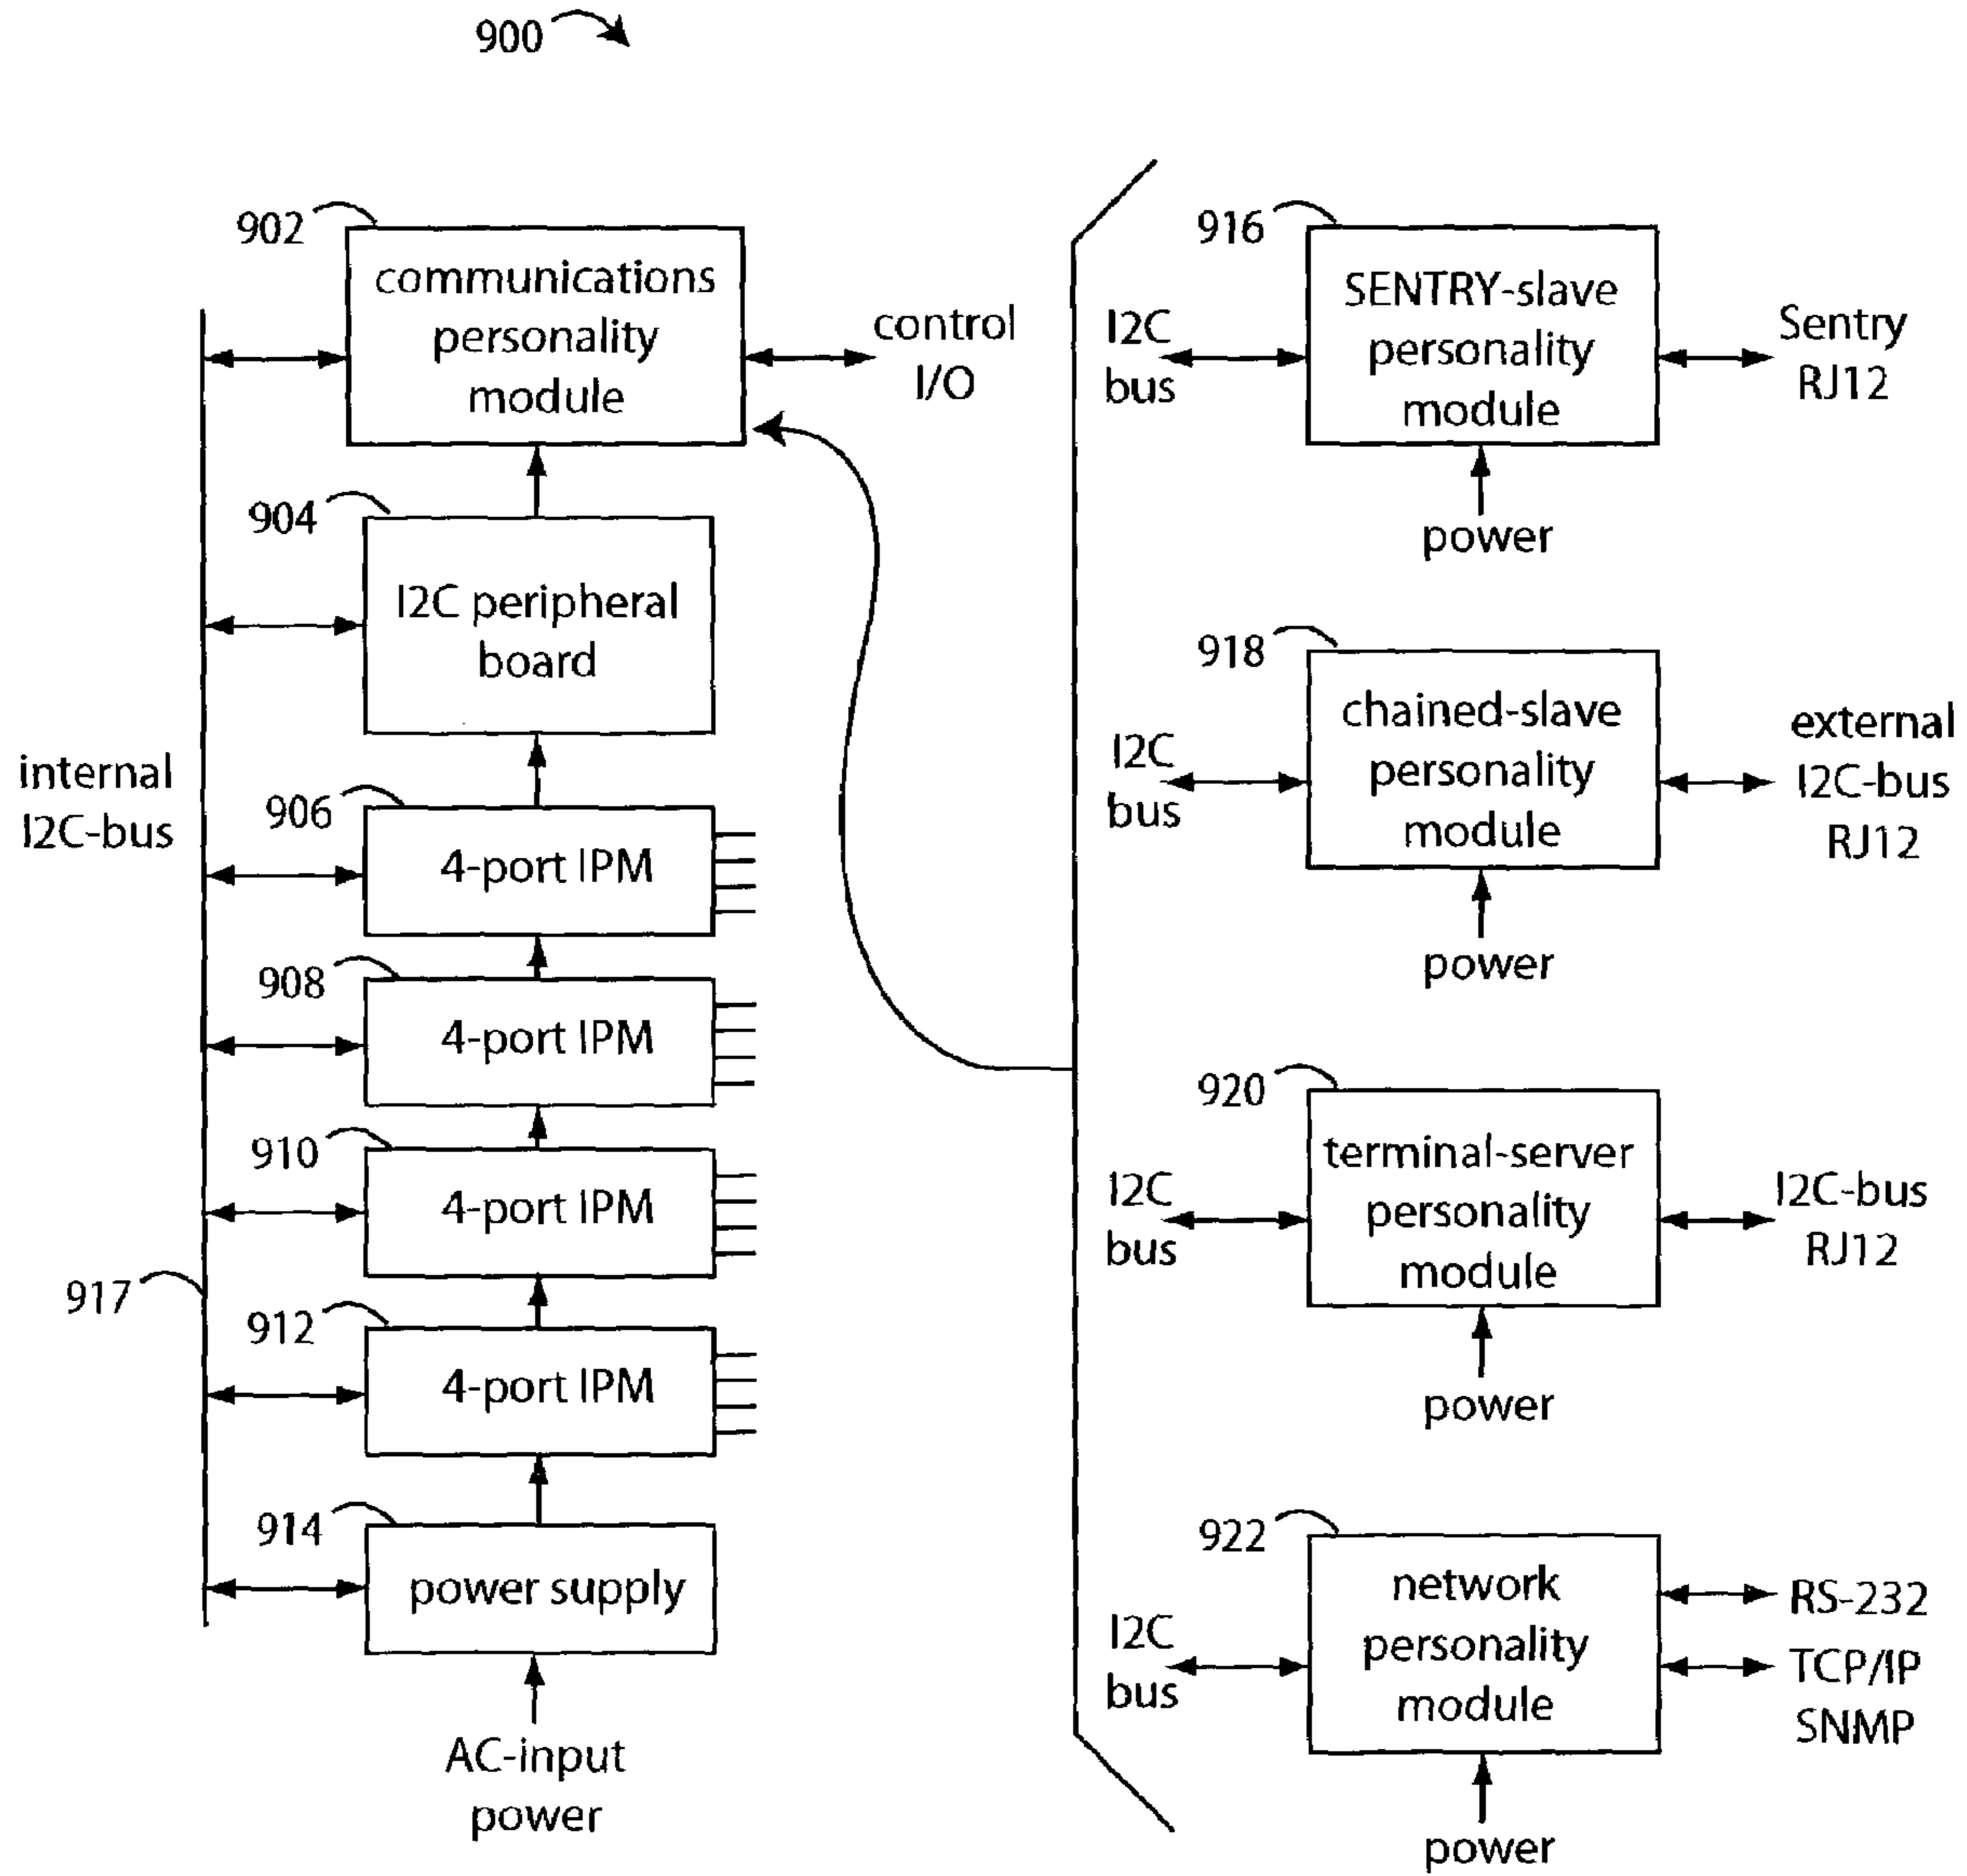 900
902
communications
personality
module
control
I/O
904
I2C peripheral
board
internal
I2C-bus
906
4-port IPM
908
4-port IPM
910
4-port IPM
917
912
4-port IPM
914
power supply
AC-input
power
916
I2C
bus
SENTRY-slave
personality
module
Sentry
RJ12
power
918
I2C
bus
chained-slave
personality
module
external
I2C-bus
RJ12
power
920
I2C
bus
terminal-server
personality
module
I2C-bus
RJ12
power
922
I2C
bus
network
personality
module
RS-232
TCP/IP
SNMP
power